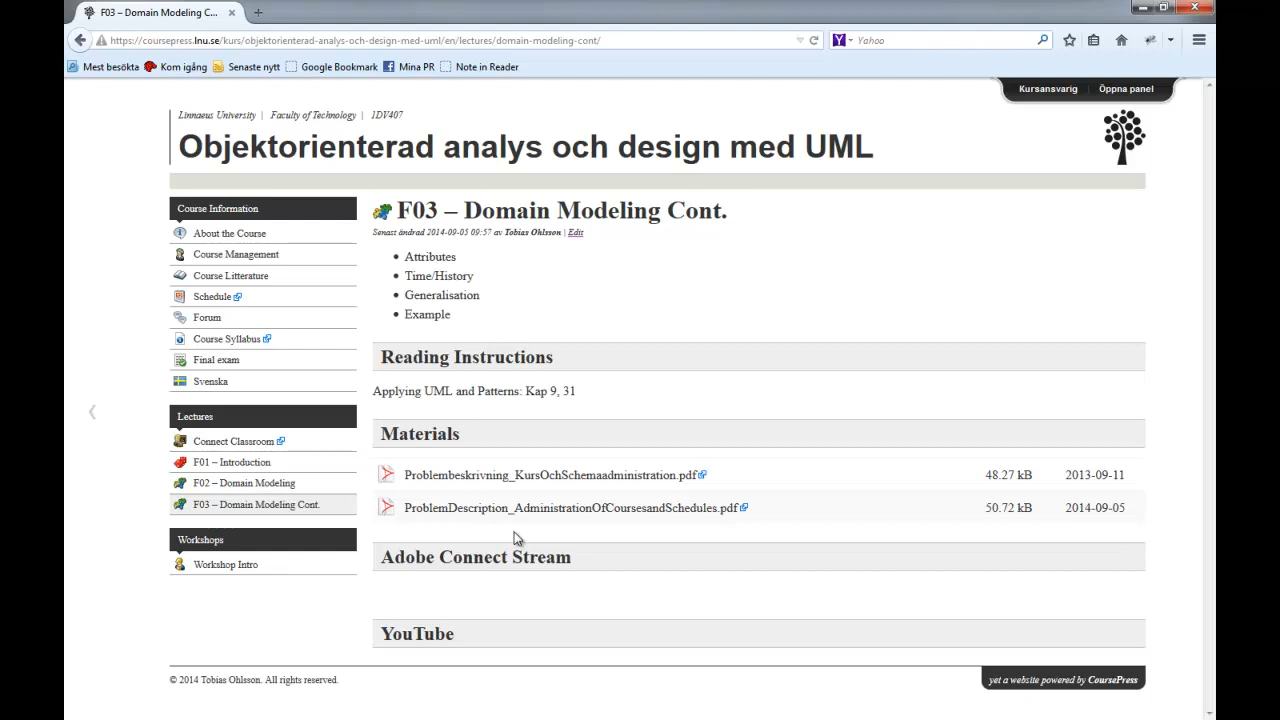 F03 – Domain Modeling C...
https://coursepress.lnu.se/kurs/objektorienterad-analys-och-design-med-uml/en/lectures/domain-modeling-cont/
Yahoo
Mest besökta Kom igång Senaste nytt Google Bookmark Mina PR Note in Reader
Kursansvarig Öppna panel
Linnaeus University | Faculty of Technology | 1DV407
Objektorienterad analys och design med UML
Course Information
About the Course
Course Management
Course Litterature
Schedule
Forum
Course Syllabus
Final exam
Svenska
Lectures
Connect Classroom
F01 – Introduction
F02 – Domain Modeling
F03 – Domain Modeling Cont.
Workshops
Workshop Intro
F03 – Domain Modeling Cont.
Senast ändrad 2014-09-05 09:57 av Tobias Ohlsson | Edit
Attributes
Time/History
Generalisation
Example
Reading Instructions
Applying UML and Patterns: Kap 9, 31
Materials
Problembeskrivning_KursOchSchemaadministration.pdf 48.27 kB 2013-09-11
ProblemDescription_AdministrationOfCoursesandSchedules.pdf 50.72 kB 2014-09-05
Adobe Connect Stream
YouTube
© 2014 Tobias Ohlsson. All rights reserved.
yet a website powered by CoursePress